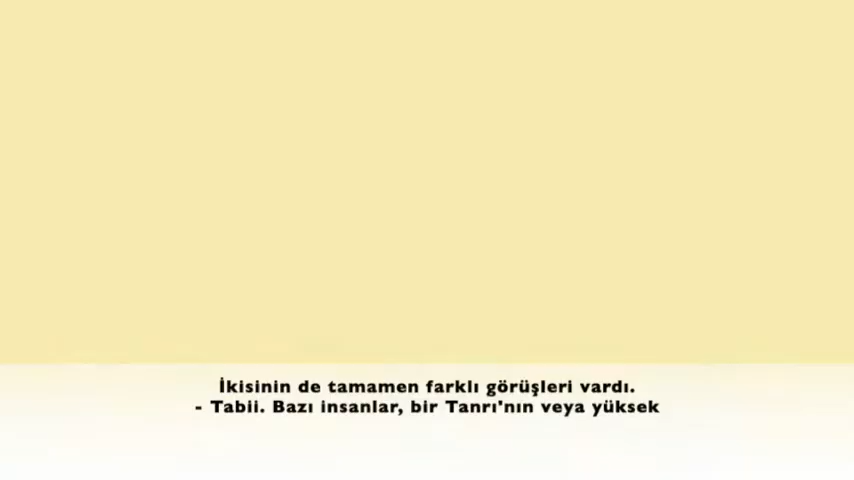 İkisinin de tamamen farklı görüşleri vardı.
- Tabii. Bazı insanlar, bir Tanrı'nın veya yüksek